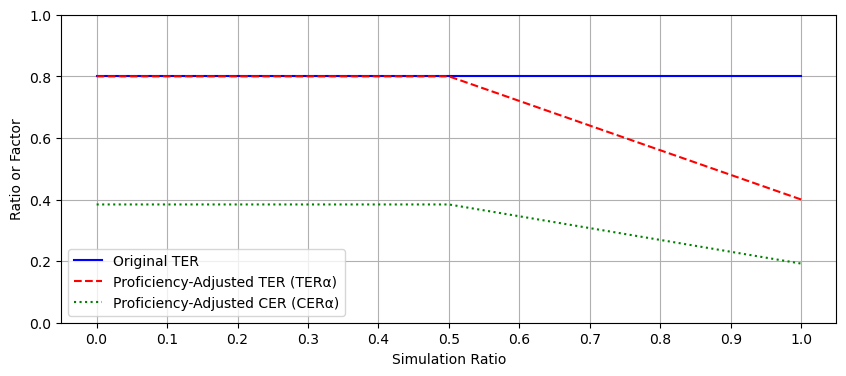 1.0
0.8
0.6
0.4
0.2
0.0
Ratio or Factor
Original TER
Proficiency-Adjusted TER (TERα)
Proficiency-Adjusted CER (CERα)
0.0 0.1 0.2 0.3 0.4 0.5 0.6 0.7 0.8 0.9 1.0
Simulation Ratio